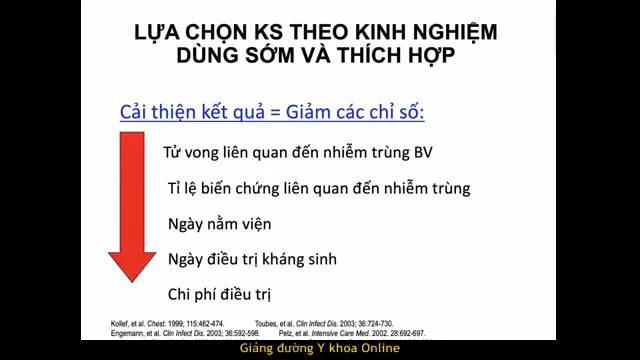 LỰA CHỌN KS THEO KINH NGHIỆM
DÙNG SỚM VÀ THÍCH HỢP
Cải thiện kết quả = Giảm các chỉ số:
Tử vong liên quan đến nhiễm trùng BV
Tỉ lệ biến chứng liên quan đến nhiễm trùng
Ngày nằm viện
Ngày điều trị kháng sinh
Chi phí điều trị
Kollef, et al. Chest. 1999; 115:462-474. Toubes, et al. Clin Infect Dis. 2003; 36:724-730.
Engemann, et al. Clin Infect Dis. 2003; 36:592-598. Pelz, et al. Intensive Care Med. 2002. 28:692-697.
Giảng đường Y khoa Online